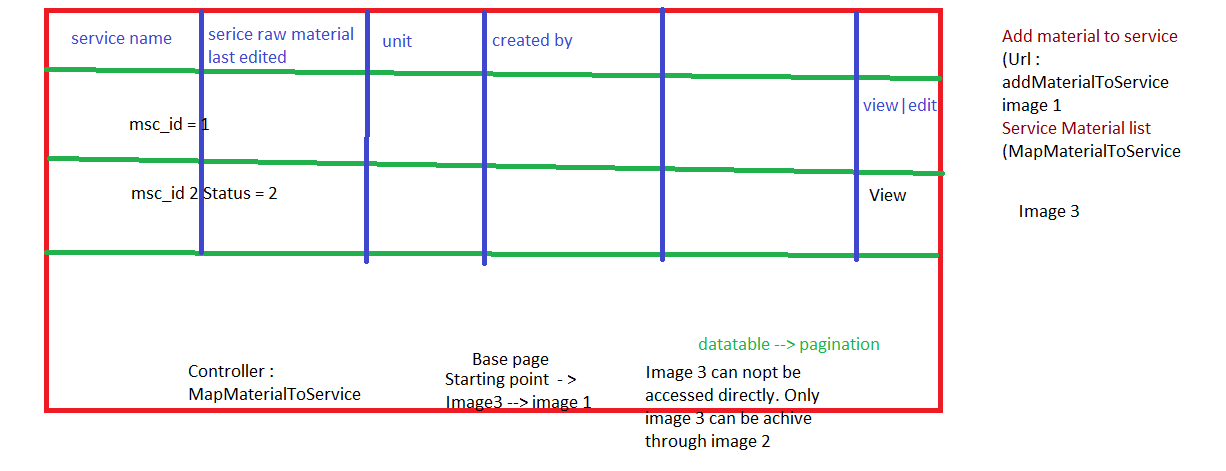 service name
serice raw material
last edited
unit
created by
view|edit
msc_id = 1
msc_id 2 Status = 2
View
datatable --> pagination
Controller :
MapMaterialToService
Base page
Starting point  - >
Image3 --> image 1
Image 3 can nopt be
accessed directly. Only
image 3 can be achive
through image 2
Add material to service
(Url :
addMaterialToService
image 1
Service Material list
(MapMaterialToService
Image 3